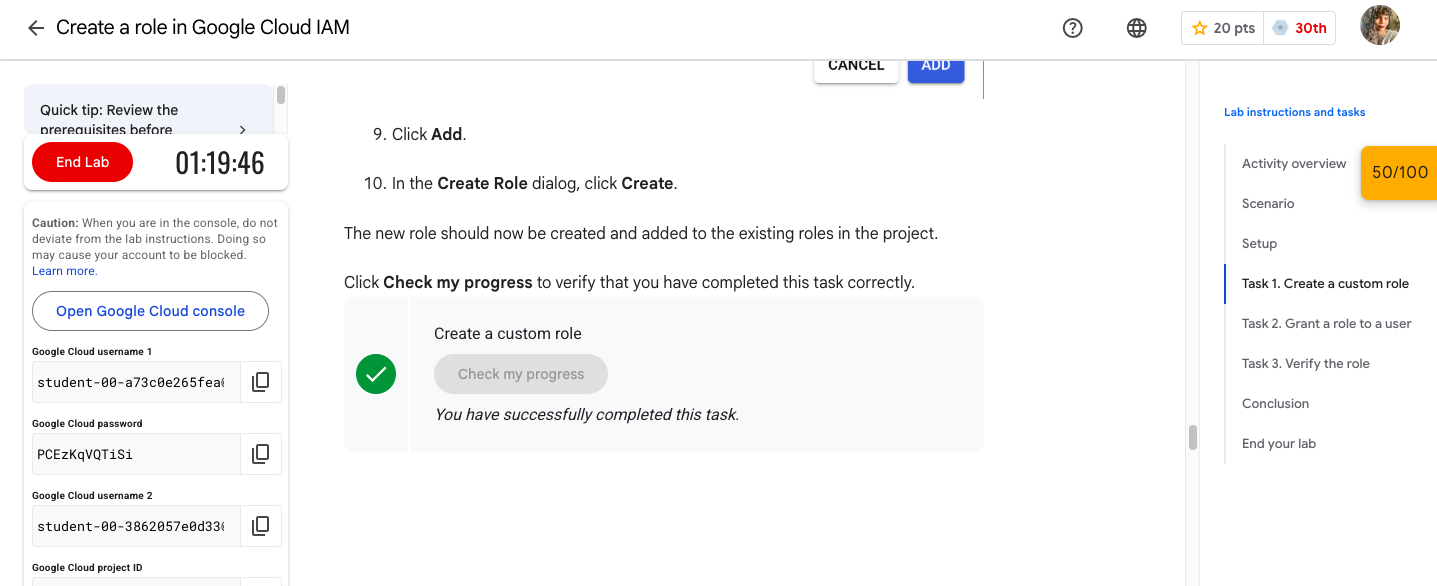 Create a role in Google Cloud IAM
20 pts
30th
CANCEL
ADD
Quick tip: Review the
prerequisites before
End Lab
01:19:46
Caution: When you are in the console, do not
deviate from the lab instructions. Doing so
may cause your account to be blocked.
Learn more.
Open Google Cloud console
Google Cloud username 1
student-00-a73c0e265fea
Google Cloud password
PCEzKqVQTiSi
Google Cloud username 2
student-00-3862057e0d33
Google Cloud project ID
9. Click Add.
10. In the Create Role dialog, click Create.
The new role should now be created and added to the existing roles in the project.
Click Check my progress to verify that you have completed this task correctly.
Create a custom role
Check my progress
You have successfully completed this task.
Lab instructions and tasks
Activity overview
50/100
Scenario
Setup
Task 1. Create a custom role
Task 2. Grant a role to a user
Task 3. Verify the role
Conclusion
End your lab